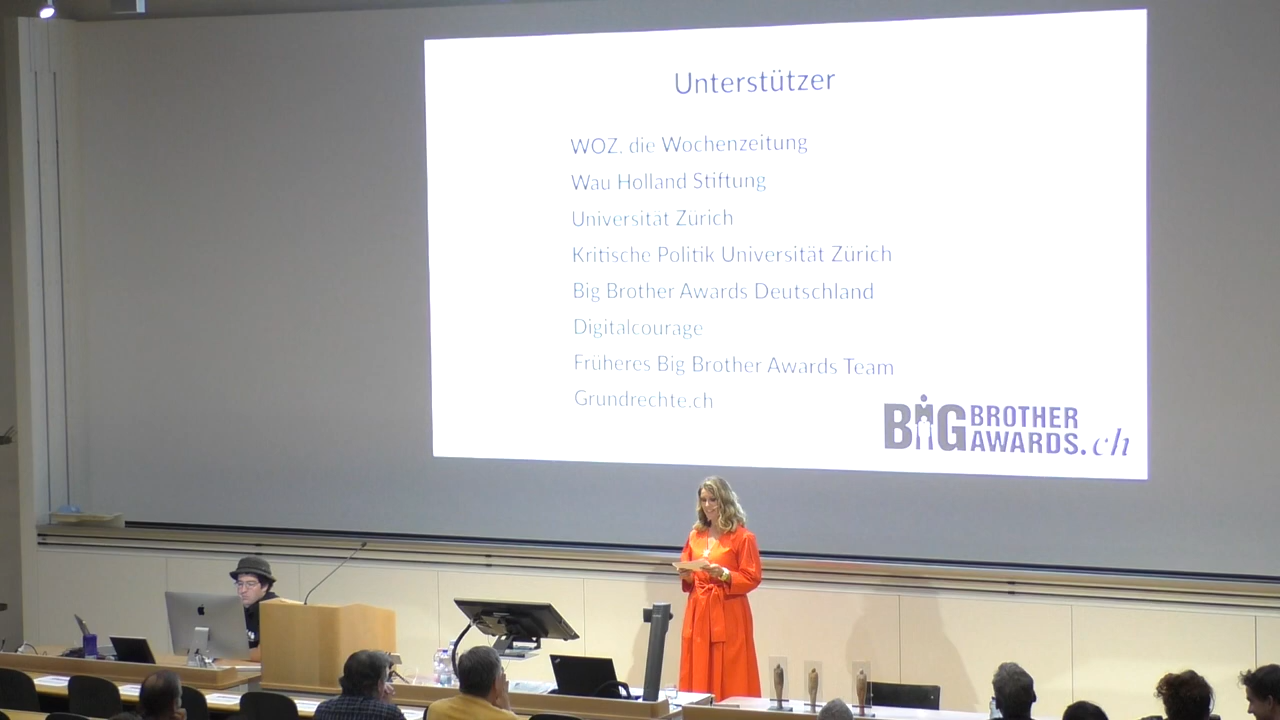 Unterstützer
WOZ. die Wochenzeitung
Wau Holland Stiftung
Universität Zürich
Kritische Politik Universität Zürich
Big Brother Awards Deutschland
Digitalcourage
Früheres Big Brother Awards Team
Grundrechte.ch
BIG BROTHER
AWARDS.ch